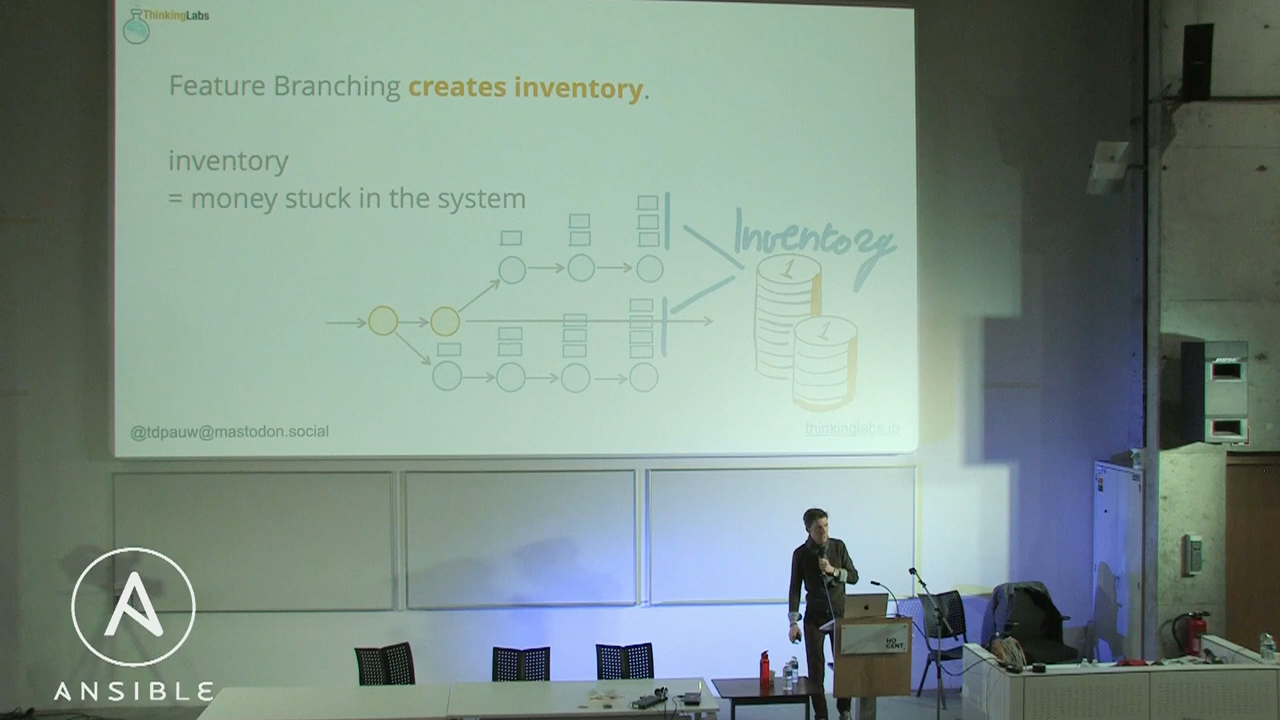 ThinkingLabs
Feature Branching creates inventory.
inventory
= money stuck in the system
Inventory
1
1
@tdpauw@mastodon.social
thinkinglabs.io
HO
GENT
ANSIBLE